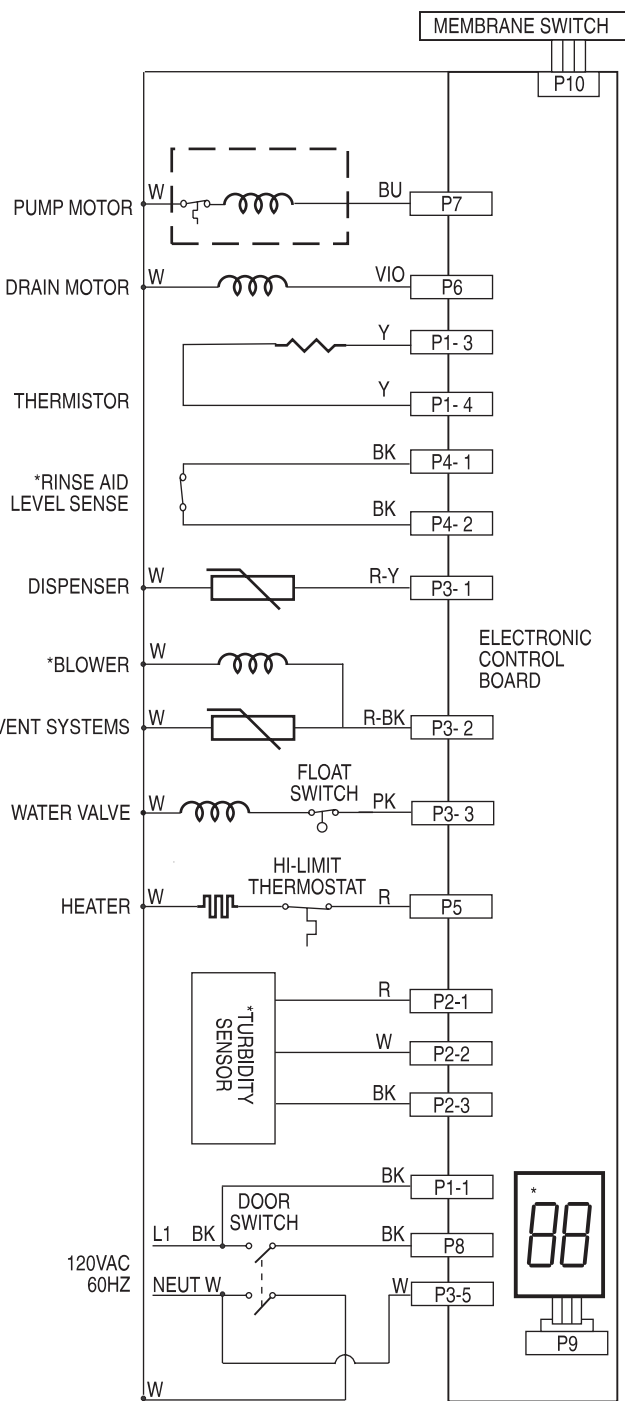 MEMBRANE SWITCH
P10
PUMP MOTOR
W
BU
P7
DRAIN MOTOR
W
VIO
P6
Y
P1- 3
THERMISTOR
Y
P1- 4
*RINSE AID
LEVEL SENSE
BK
P4- 1
BK
P4- 2
DISPENSER
W
R-Y
P3- 1
*BLOWER
W
ELECTRONIC
CONTROL
BOARD
VENT SYSTEMS
W
R-BK
P3- 2
WATER VALVE
W
FLOAT
SWITCH
PK
P3- 3
HEATER
W
HI-LIMIT
THERMOSTAT
R
P5
*TURBIDITY
SENSOR
R
P2-1
W
P2-2
BK
P2-3
BK
P1-1
DOOR
SWITCH
L1 BK
BK
P8
120VAC
60HZ
NEUT W
W
P3-5
W
*
88
P9